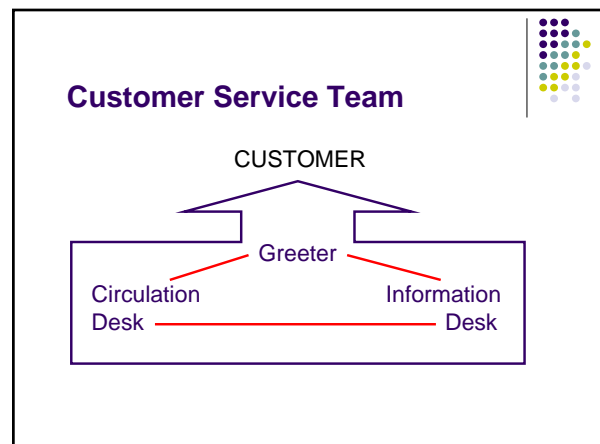 Customer Service Team
CUSTOMER
Greeter
Circulation
Desk
Information
Desk